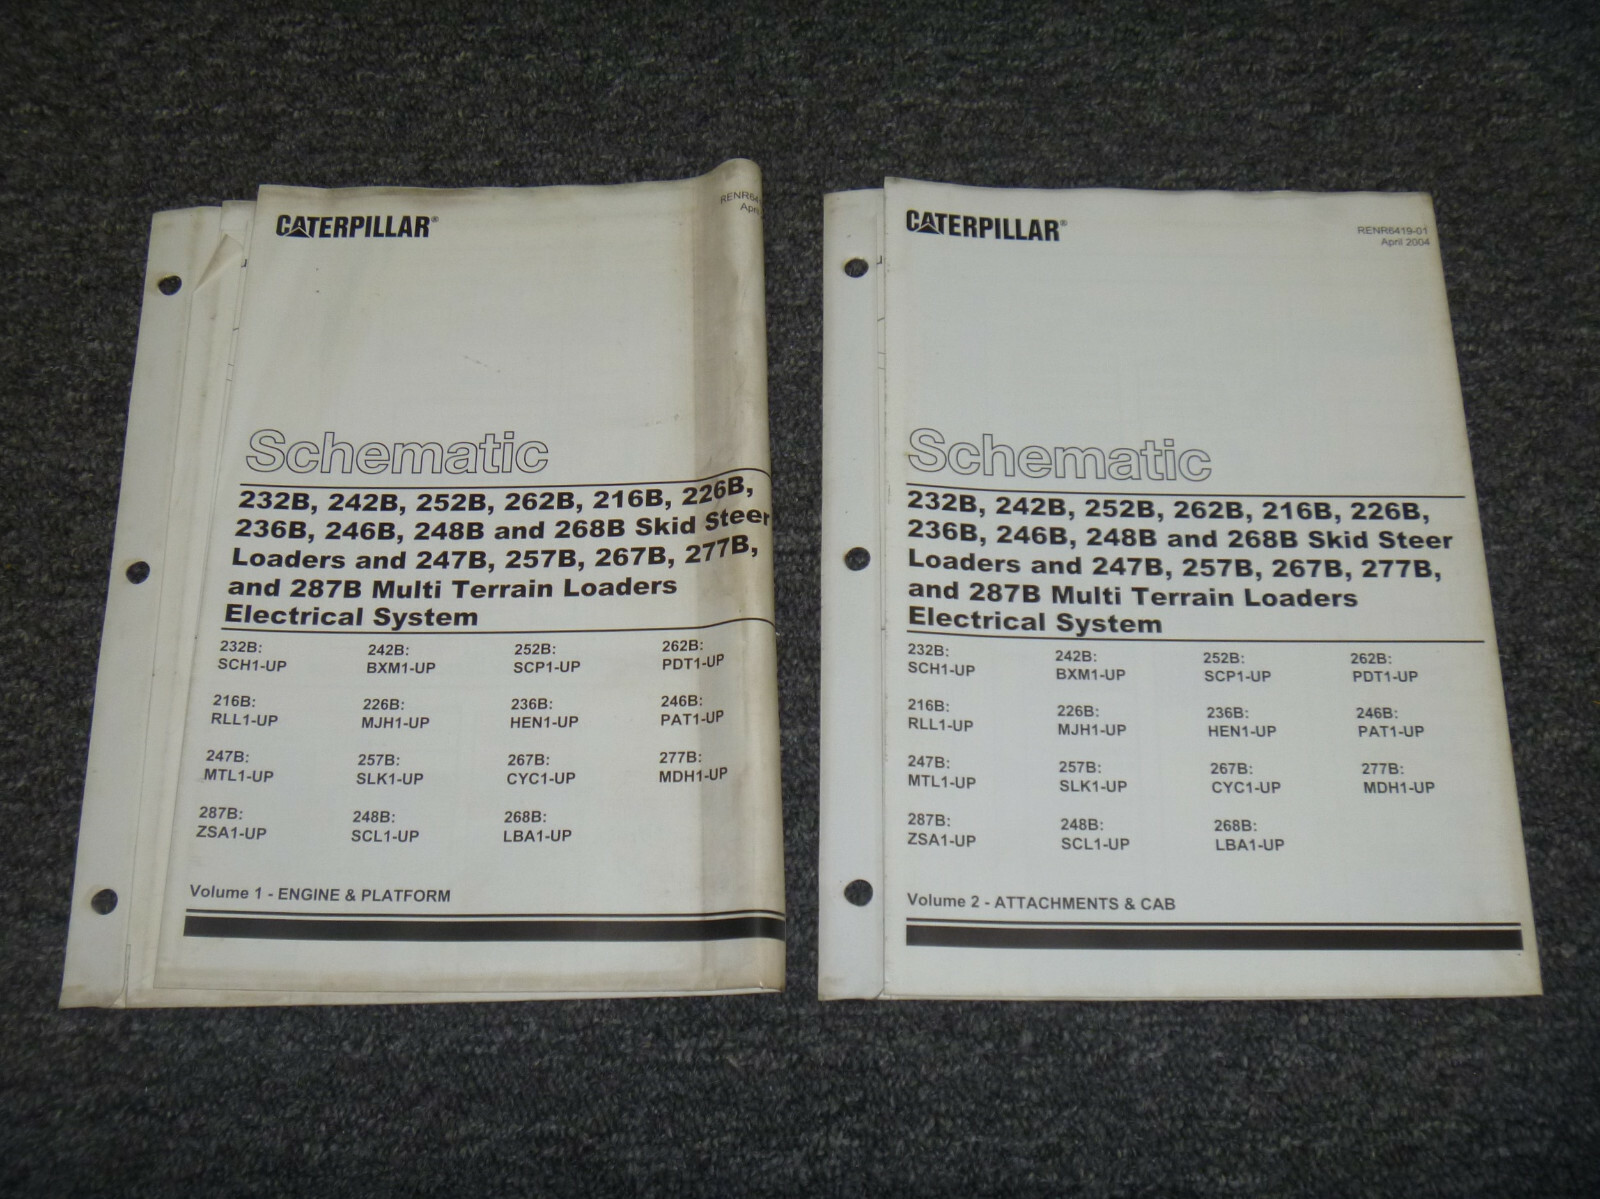 CATERPILLAR®
RENR64
April
Schematic
232B, 242B, 252B, 262B, 216B, 226B,
236B, 246B, 248B and 268B Skid Steer
Loaders and 247B, 257B, 267B, 277B,
and 287B Multi Terrain Loaders
Electrical System
232B: 242B: 252B: 262B:
SCH1-UP BXM1-UP SCP1-UP PDT1-UP
216B: 226B: 236B: 246B:
RLL1-UP MJH1-UP HEN1-UP PAT1-UP
247B: 257B: 267B: 277B:
MTL1-UP SLK1-UP CYC1-UP MDH1-UP
287B: 248B: 268B:
ZSA1-UP SCL1-UP LBA1-UP
Volume 1 - ENGINE & PLATFORM
CATERPILLAR®
RENR6419-01
April 2004
Schematic
232B, 242B, 252B, 262B, 216B, 226B,
236B, 246B, 248B and 268B Skid Steer
Loaders and 247B, 257B, 267B, 277B,
and 287B Multi Terrain Loaders
Electrical System
232B: 242B: 252B: 262B:
SCH1-UP BXM1-UP SCP1-UP PDT1-UP
216B: 226B: 236B: 246B:
RLL1-UP MJH1-UP HEN1-UP PAT1-UP
247B: 257B: 267B: 277B:
MTL1-UP SLK1-UP CYC1-UP MDH1-UP
287B: 248B: 268B:
ZSA1-UP SCL1-UP LBA1-UP
Volume 2 - ATTACHMENTS & CAB